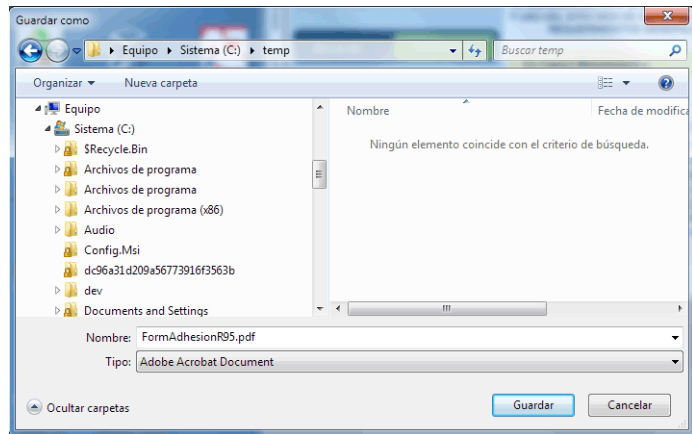 Guardar como
Equipo Sistema (C:) temp
Buscar temp
Organizar Nueva carpeta
Equipo
Sistema (C:)
$Recycle.Bin
Archivos de programa
Archivos de programa
Archivos de programa (x86)
Audio
Config.Msi
dc96a31d209a56773916f3563b
dev
Documents and Settings
Nombre Fecha de modifica
Ningún elemento coincide con el criterio de búsqueda.
Nombre: FormAdhesionR95.pdf
Tipo: Adobe Acrobat Document
Ocultar carpetas
Guardar Cancelar